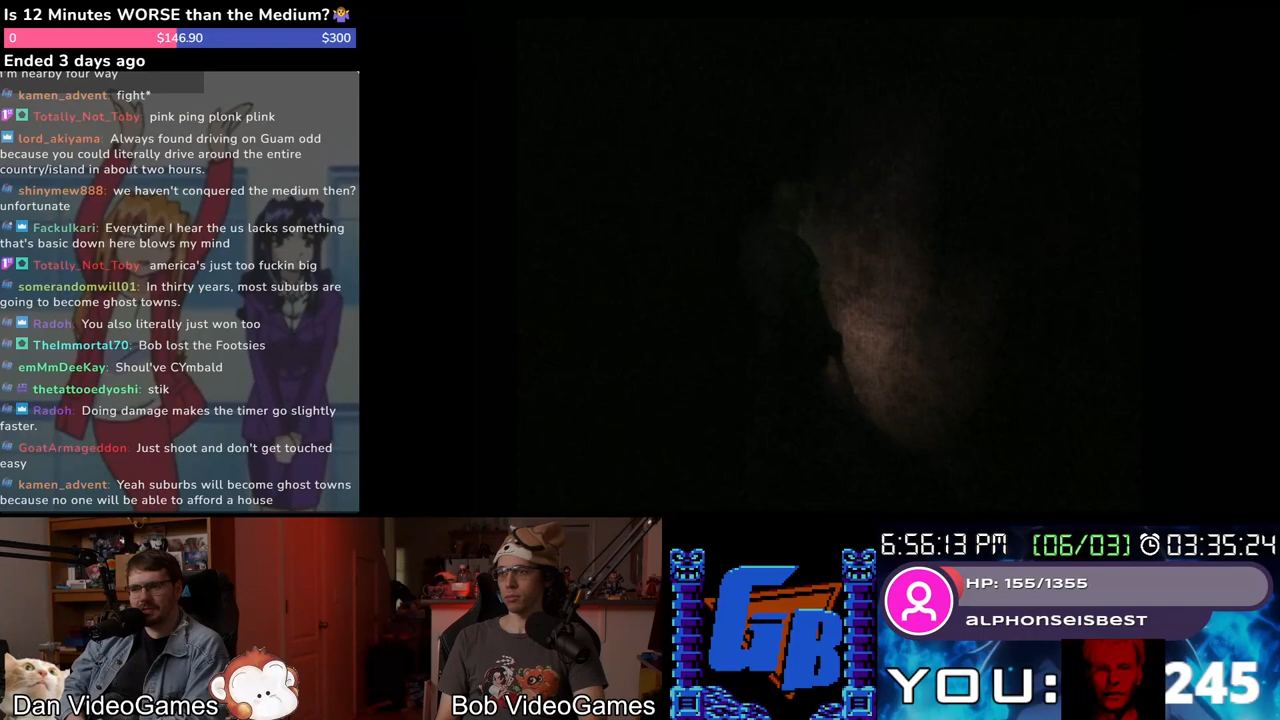 Is 12 Minutes WORSE than the Medium?🤷‍♀️
0 $146.90 $300
Ended 3 days ago
I'm nearby four way
kamen_advent: fight*
Totally_Not_Toby: pink ping plonk plink
lord_akiyama: Always found driving on Guam odd
because you could literally drive around the entire
country/island in about two hours.
shinymew888: we haven't conquered the medium then?
unfortunate
Fackulkari: Everytime I hear the us lacks something
that's basic down here blows my mind
Totally_Not_Toby: america's just too fuckin big
somerandomwill01: In thirty years, most suburbs are
going to become ghost towns.
Radoh: You also literally just won too
TheImmortal70: Bob lost the Footsies
emMmDeeKay: Shoul've CYmbald
thetattooedyoshi: stik
Radoh: Doing damage makes the timer go slightly
faster.
GoatArmageddon: Just shoot and don't get touched
easy
kamen_advent: Yeah suburbs will become ghost towns
because no one will be able to afford a house
Dan VideoGames
Bob VideoGames
GB
6:56:13 PM [06/03] 03:35:24
HP: 155/1355
ALPHONSEISBEST
YOU: 245